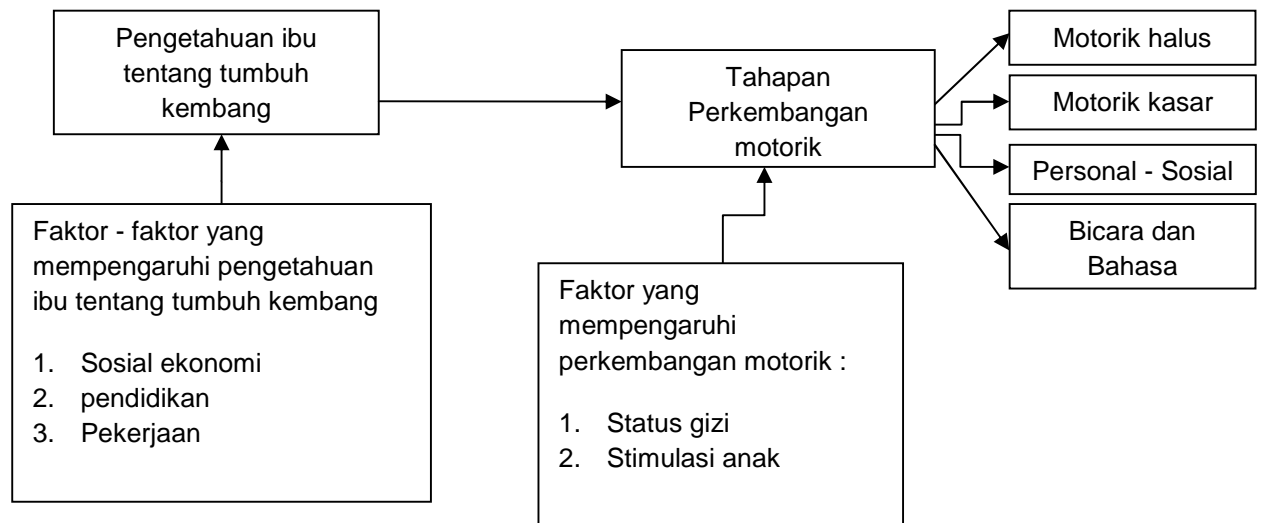 Pengetahuan ibu
tentang tumbuh
kembang
Tahapan
Perkembangan
motorik
Motorik halus
Motorik kasar
Personal - Sosial
Bicara dan
Bahasa
Faktor - faktor yang
mempengaruhi pengetahuan
ibu tentang tumbuh kembang
1. Sosial ekonomi
2. pendidikan
3. Pekerjaan
Faktor yang
mempengaruhi
perkembangan motorik :
1. Status gizi
2. Stimulasi anak